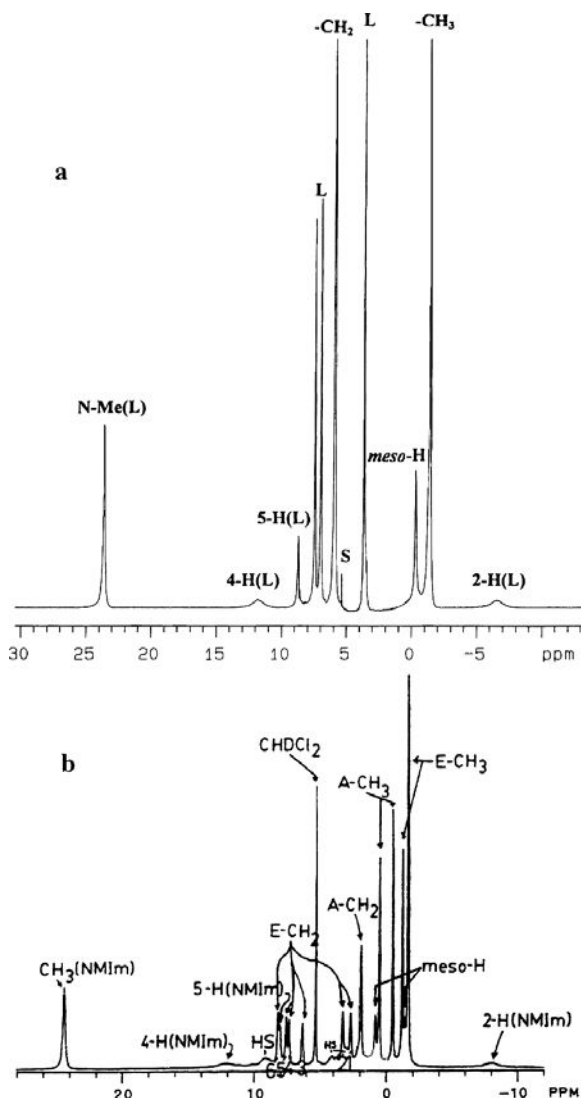 -CH2 L -CH3
a
L
N-Me(L)
meso-H
5-H(L)
S
4-H(L)
2-H(L)
30 25 20 15 10 5 0 -5 ppm
b
CHDCl2
E-CH3
A-CH3
A-CH2
E-CH2
CH3(NMIm)
5-H(NMIm)
meso-H
4-H(NMIm)
HS
HS
2-H(NMIm)
20 10 0 -10 PPM